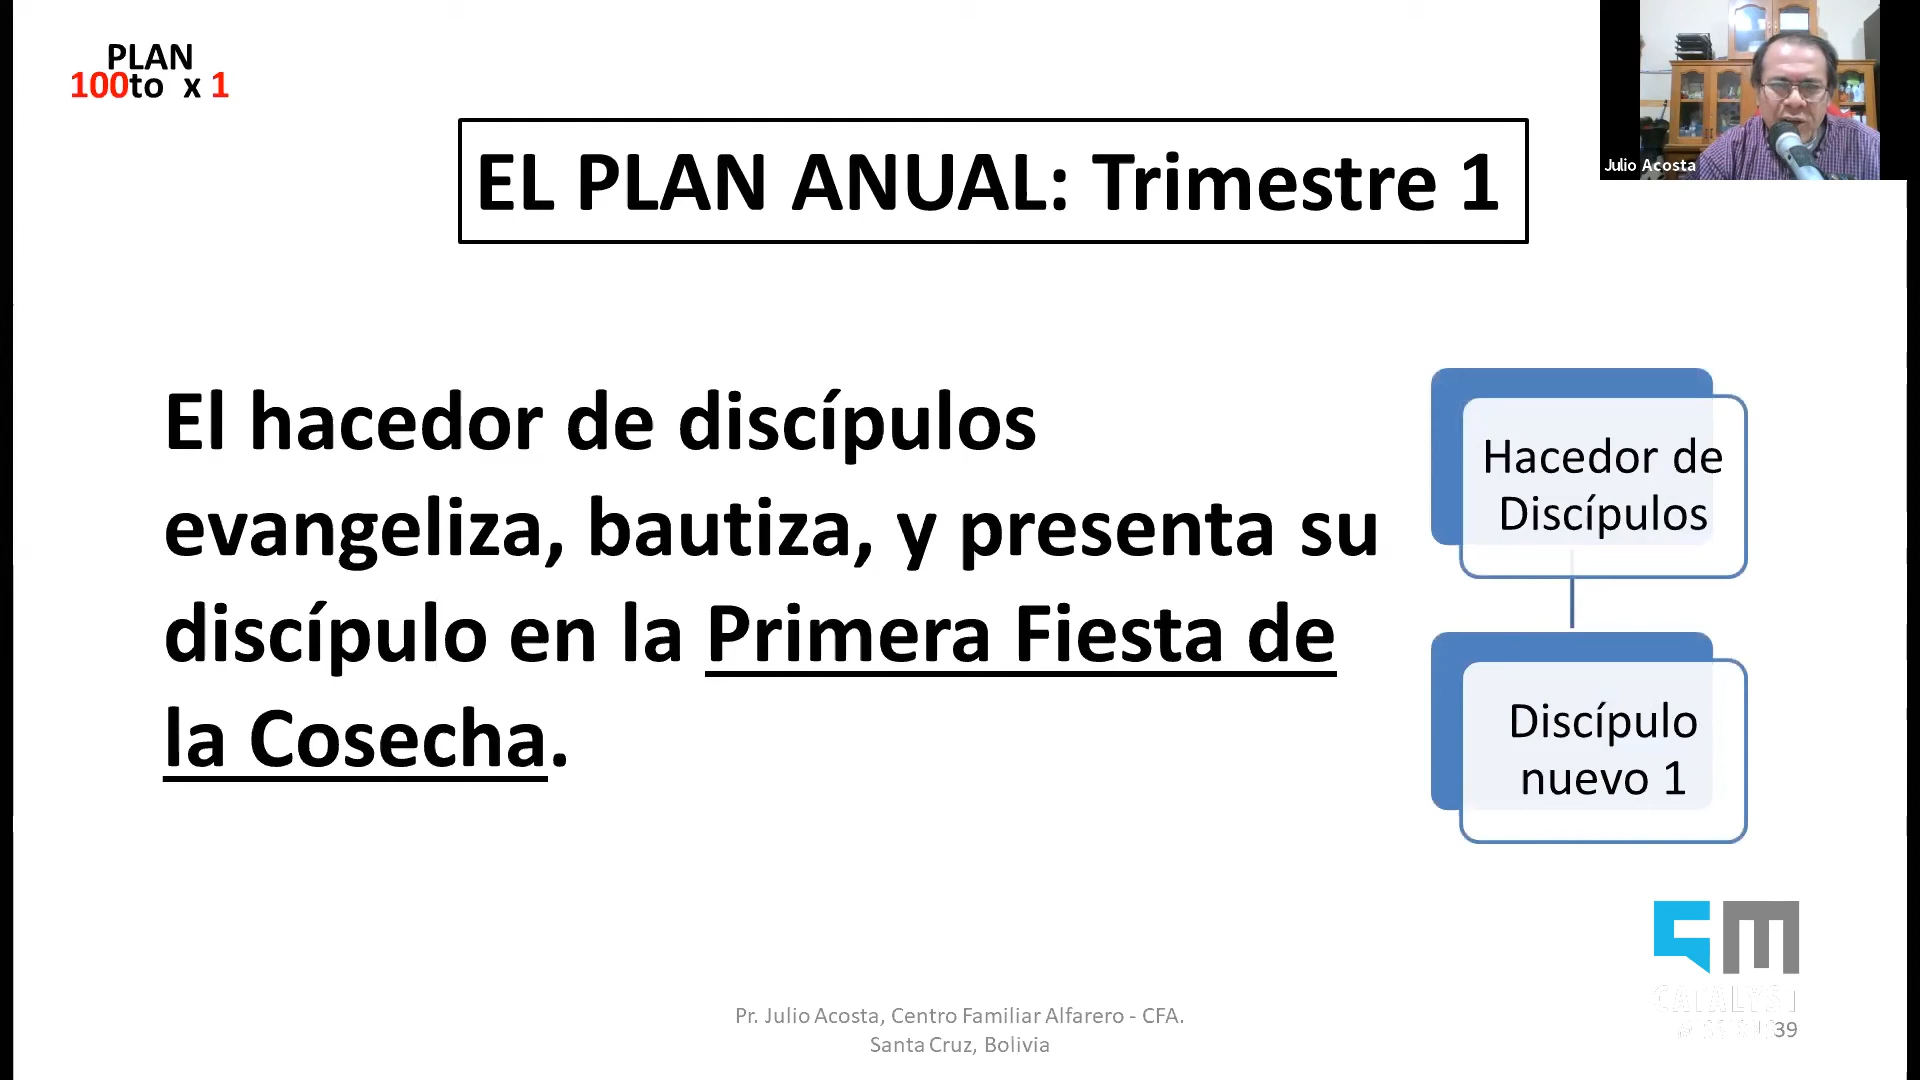 PLAN
100to x 1
Julio Acosta
EL PLAN ANUAL: Trimestre 1
El hacedor de discípulos
evangeliza, bautiza, y presenta su
discípulo en la Primera Fiesta de
la Cosecha.
Hacedor de
Discípulos
Discípulo
nuevo 1
CATALYST
Pr. Julio Acosta, Centro Familiar Alfarero - CFA.
Santa Cruz, Bolivia
39